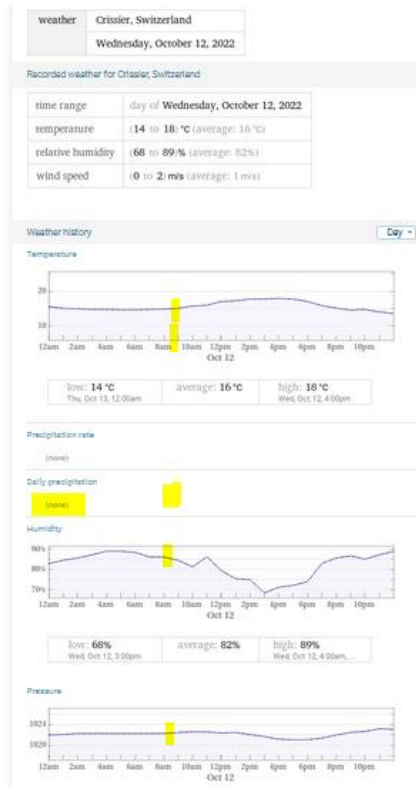 weather Crissier, Switzerland
Wednesday, October 12, 2022
Recorded weather for Crissier, Switzerland
time range day of Wednesday, October 12, 2022
temperature (14 to 18) °C (average: 16 °C)
relative humidity (68 to 89)% (average: 82%)
wind speed (0 to 2) m/s (average: 1 m/s)
Weather history Day
Temperature
20
10
12am 2am 4am 6am 8am 10am 12pm 2pm 4pm 6pm 8pm 10pm
Oct 12
low: 14 °C average: 16 °C high: 18 °C
Thu, Oct 13, 12:00am Wed, Oct 12, 4:00pm
Precipitation rate
(none)
Daily precipitation
(none)
Humidity
90%
80%
70%
12am 2am 4am 6am 8am 10am 12pm 2pm 4pm 6pm 8pm 10pm
Oct 12
low: 68% average: 82% high: 89%
Wed, Oct 12, 3:00pm Wed, Oct 12, 4:00am, ...
Pressure
1024
1020
12am 2am 4am 6am 8am 10am 12pm 2pm 4pm 6pm 8pm 10pm
Oct 12